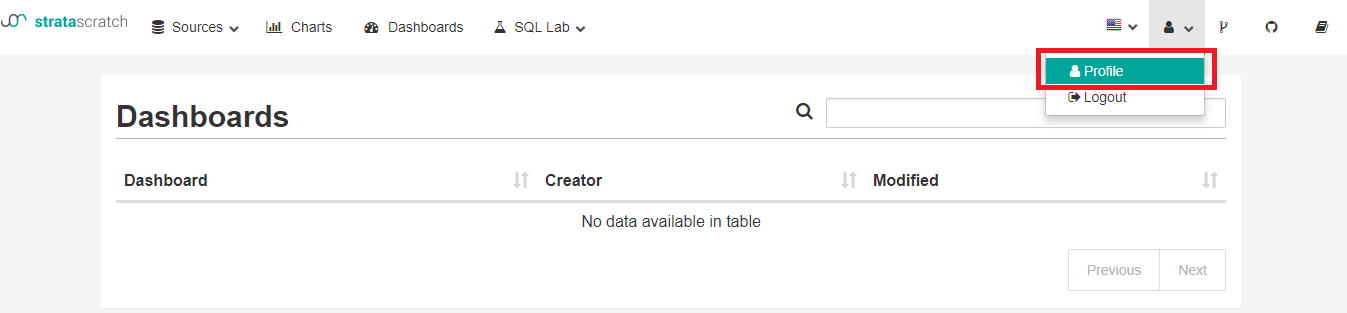 stratascratch Sources Charts Dashboards SQL Lab
Profile
Logout
Dashboards
Dashboard Creator Modified
No data available in table
Previous Next